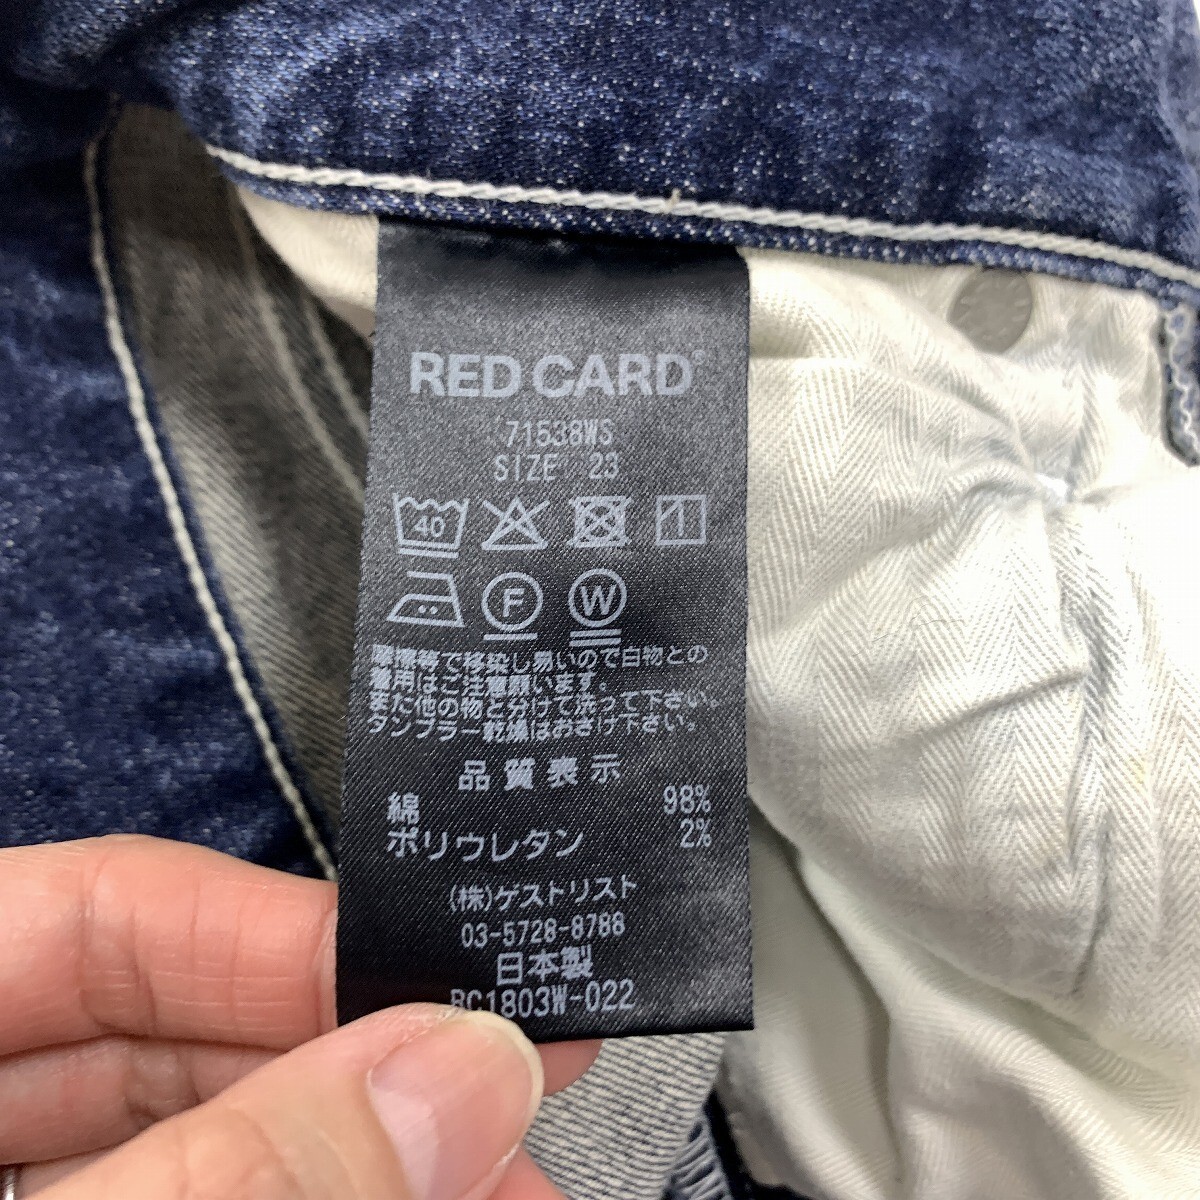 RED CARD
71538WS
SIZE 23
40
F W
摩擦等で移染し易いので白物との
着用はご注意願います。
また他の物と分けて洗って下さい。
タンブラー乾燥はおさけ下さい。
品質表示
綿 98%
ポリウレタン 2%
(株)ゲストリスト
03-5728-8788
日本製
RC1803W-022